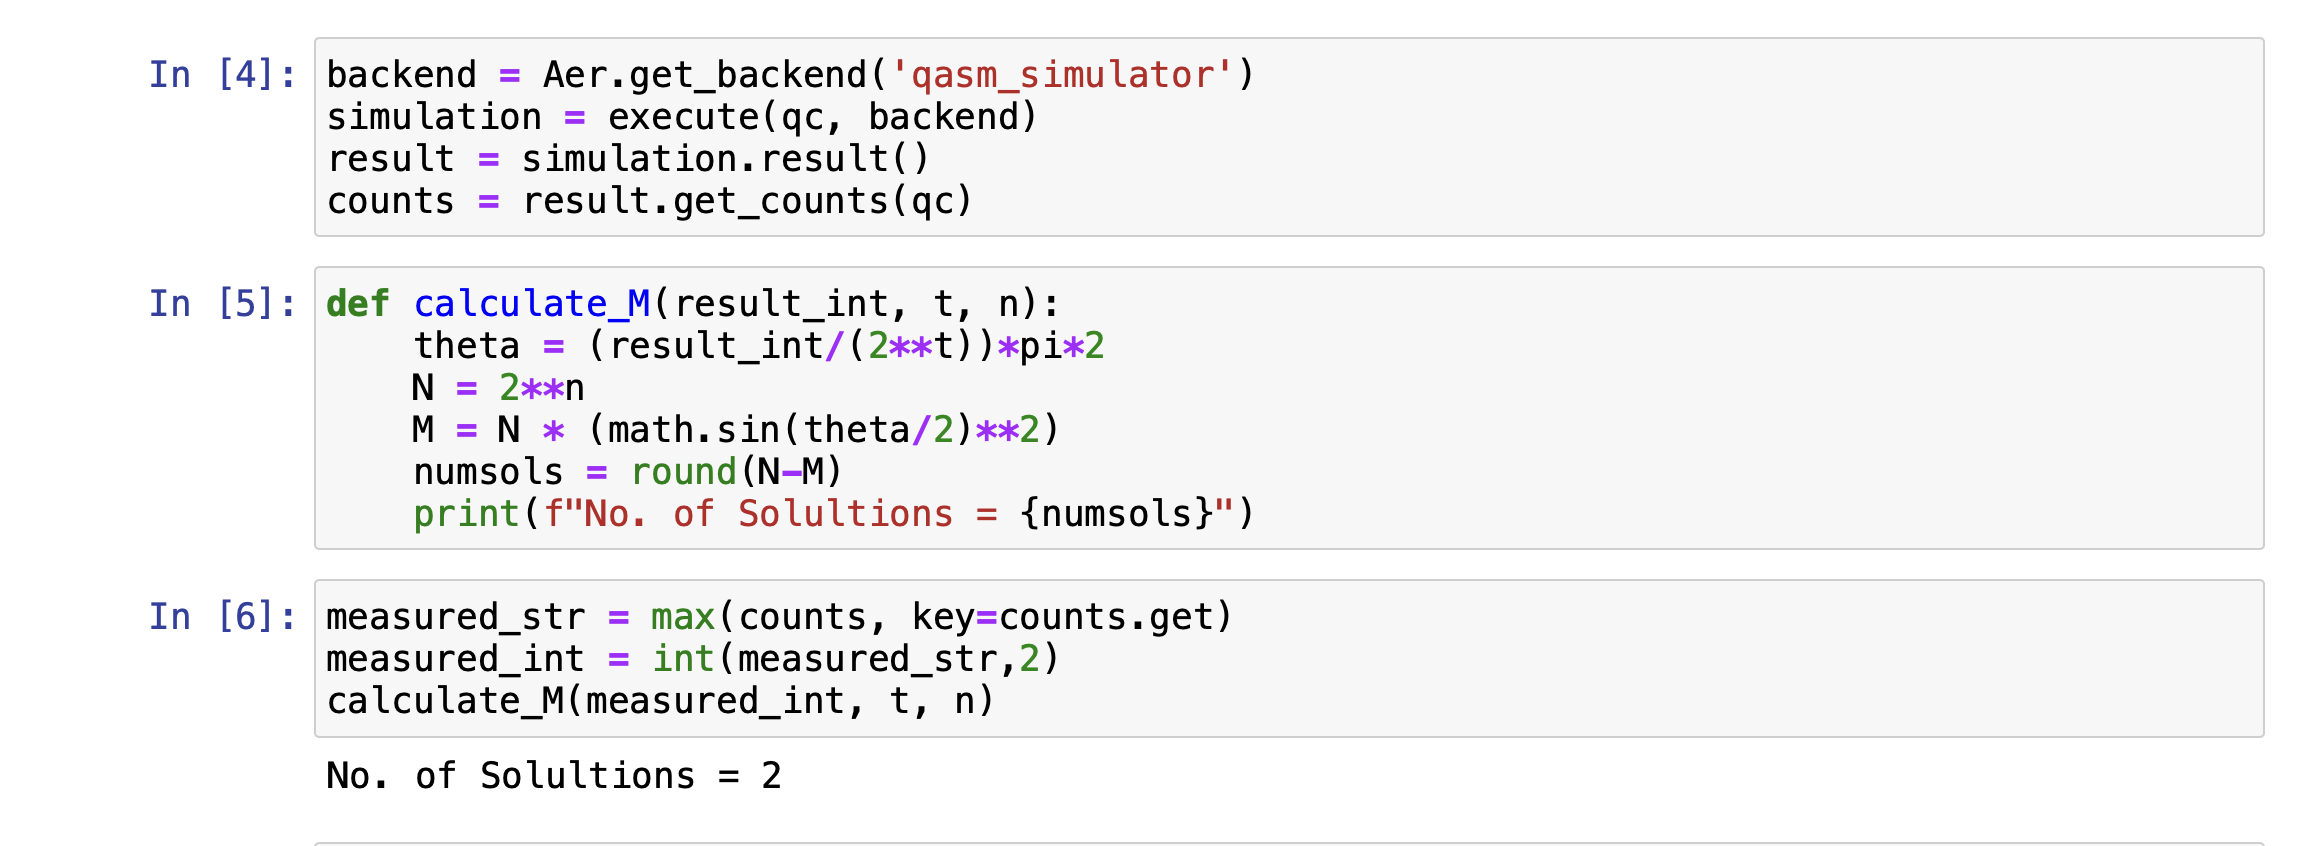 In [4]:
backend = Aer.get_backend('qasm_simulator')
simulation = execute(qc, backend)
result = simulation.result()
counts = result.get_counts(qc)
In [5]:
def calculate_M(result_int, t, n):
    theta = (result_int/(2**t))*pi*2
    N = 2**n
    M = N * (math.sin(theta/2)**2)
    numsols = round(N-M)
    print(f"No. of Solultions = {numsols}")
In [6]:
measured_str = max(counts, key=counts.get)
measured_int = int(measured_str,2)
calculate_M(measured_int, t, n)
No. of Solultions = 2